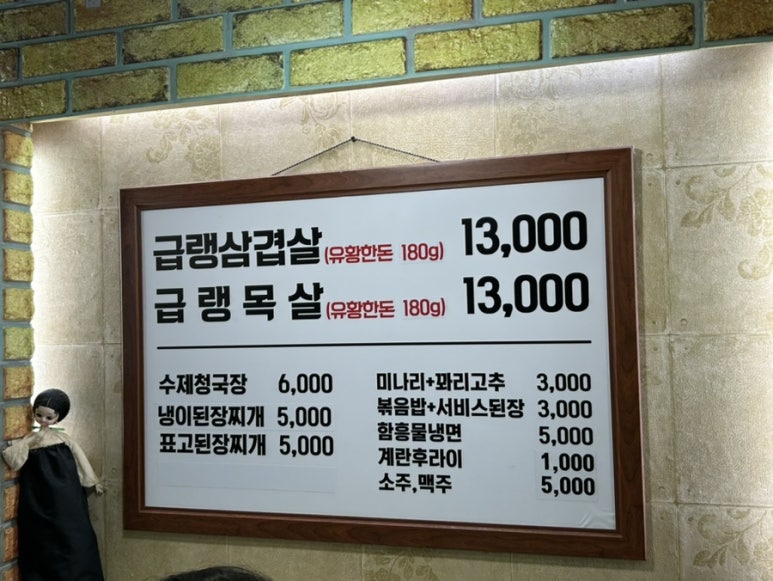 급랭삼겹살(유황한돈 180g) 13,000
급랭목살(유황한돈 180g) 13,000
수제청국장 6,000
냉이된장찌개 5,000
표고된장찌개 5,000
미나리+꽈리고추 3,000
볶음밥+서비스된장 3,000
함흥물냉면 5,000
계란후라이 1,000
소주,맥주 5,000